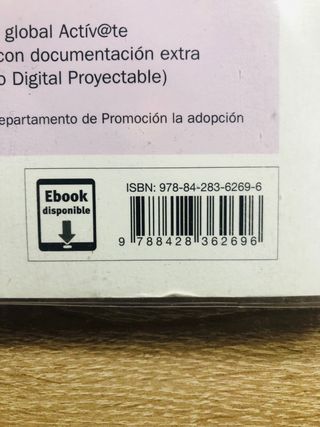 global Actív@te
con documentación extra
o Digital Proyectable)
epartamento de Promoción la adopción
ISBN: 978-84-283-6269-6
Ebook
disponible
9 788428 362696